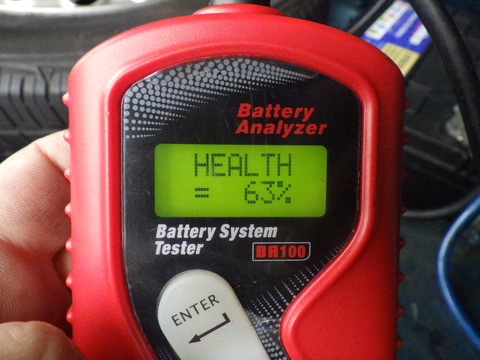 Battery
Analyzer
HEALTH
= 63%
Battery System
Tester BA100
ENTER